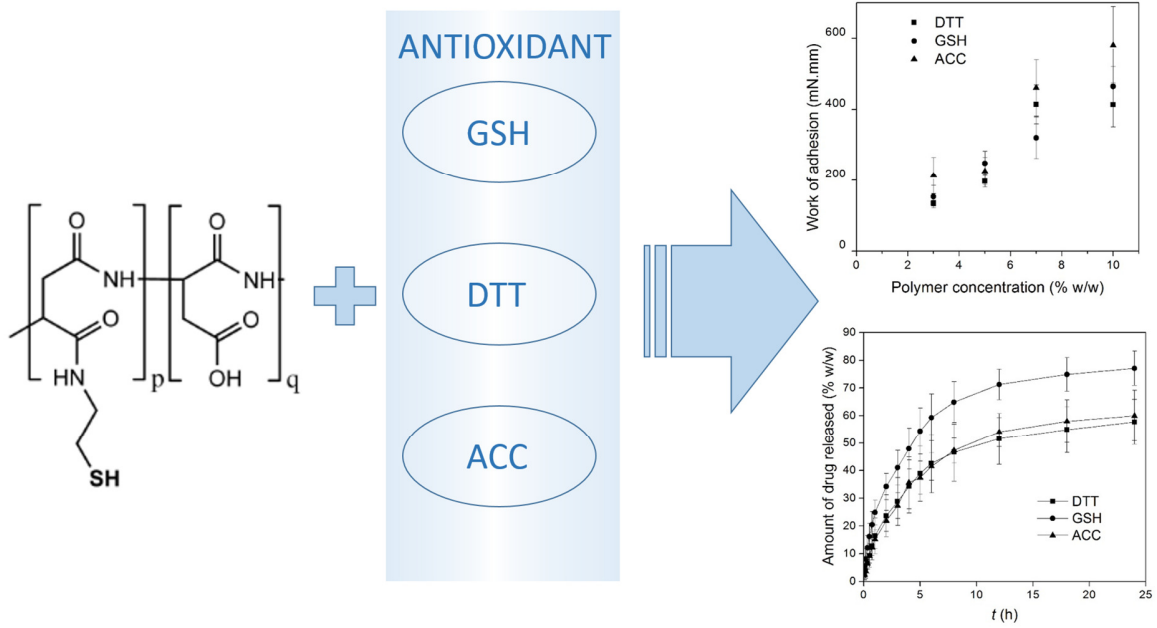 ANTIOXIDANT
GSH
DTT
ACC
O
NH
O
NH
O
HN
p
O
OH
q
SH
DTT
GSH
ACC
Work of adhesion (mN.mm)
600
400
200
0
0 2 4 6 8 10
Polymer concentration (% w/w)
Amount of drug released (% w/w)
90
80
70
60
50
40
30
20
10
0
DTT
GSH
ACC
0 5 10 15 20 25
t (h)